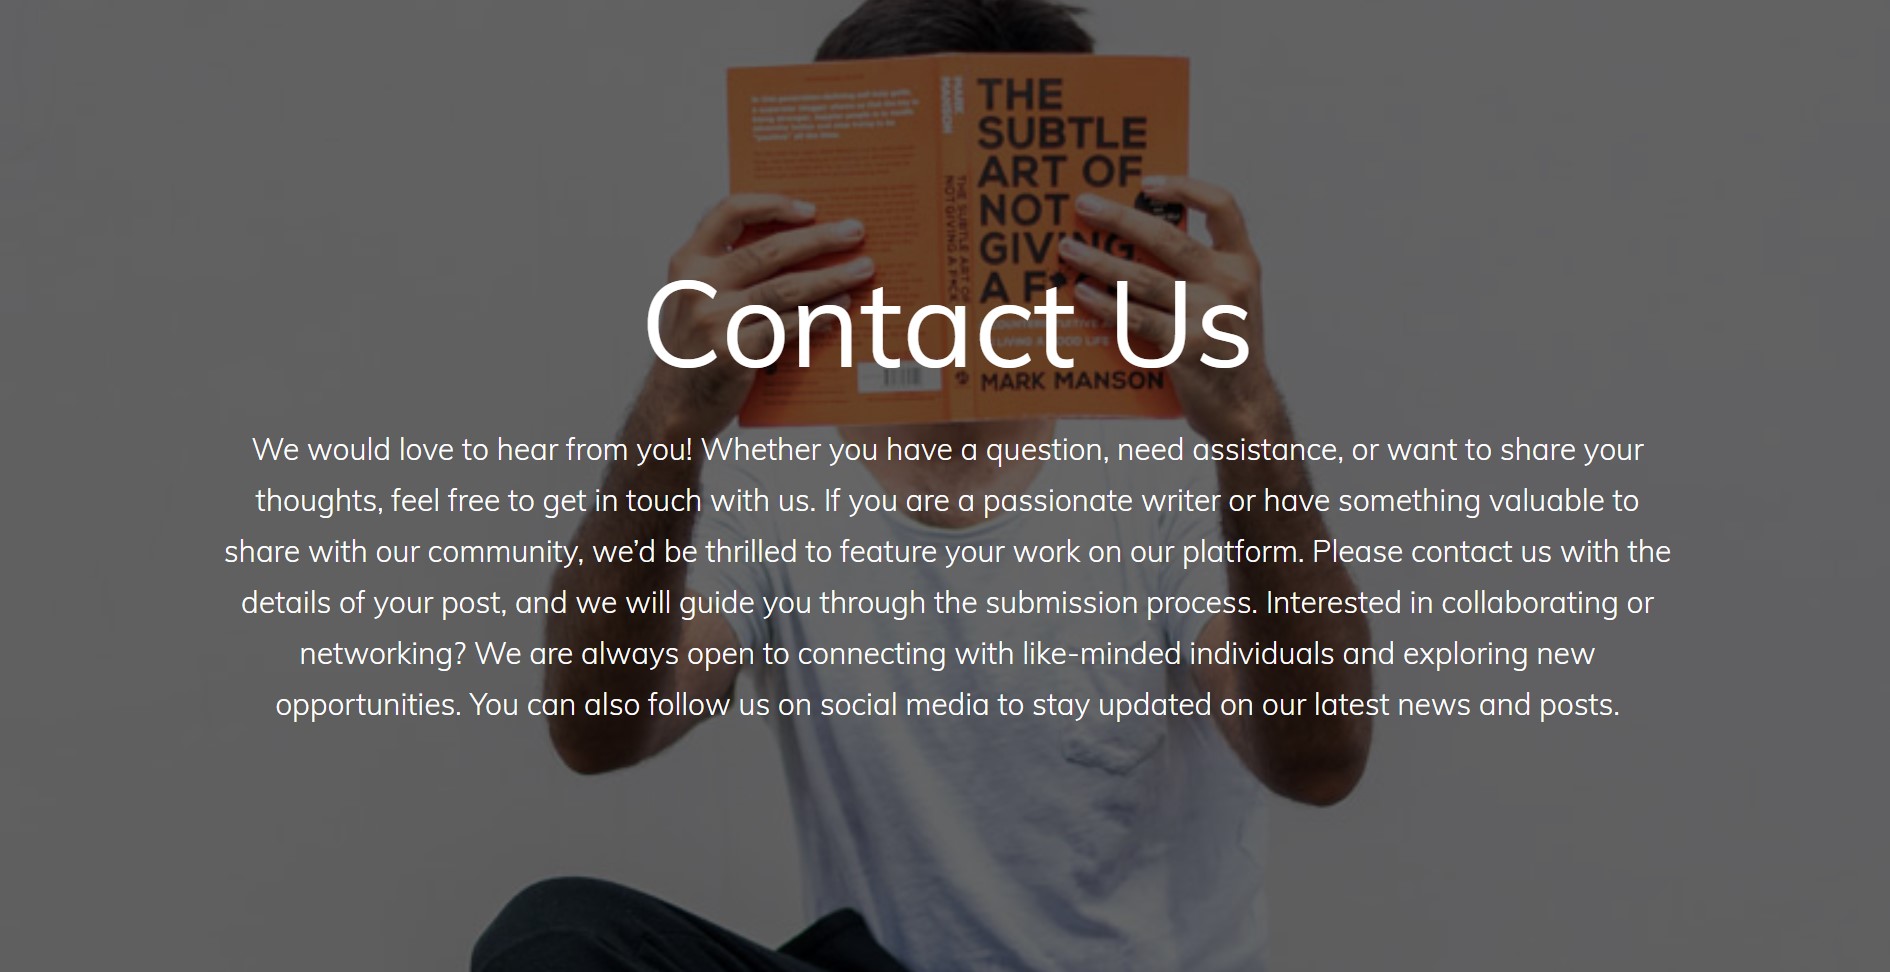 THE
SUBTLE
ART OF
NOT
GIVING
A F
MARK MANSON
MARK MANSON
THE SUBTLE ART OF
NOT GIVING A F
Contact Us
We would love to hear from you! Whether you have a question, need assistance, or want to share your
thoughts, feel free to get in touch with us. If you are a passionate writer or have something valuable to
share with our community, we’d be thrilled to feature your work on our platform. Please contact us with the
details of your post, and we will guide you through the submission process. Interested in collaborating or
networking? We are always open to connecting with like-minded individuals and exploring new
opportunities. You can also follow us on social media to stay updated on our latest news and posts.